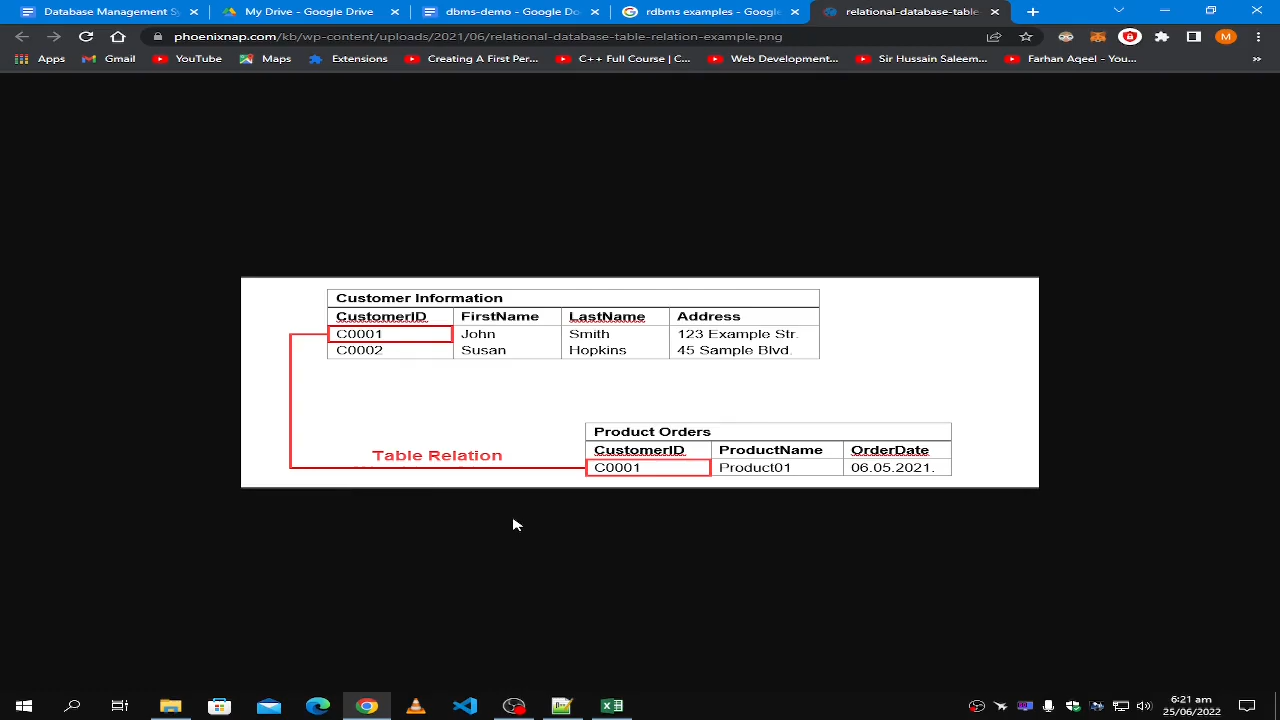 Database Management S
My Drive - Google Drive
dbms-demo - Google Do
rdbms examples - Google
relational-database-table
phoenixnap.com/kb/wp-content/uploads/2021/06/relational-database-table-relation-example.png
M
Apps
Gmail
YouTube
Maps
Extensions
Creating A First Per...
C++ Full Course | C...
Web Development...
Sir Hussain Saleem...
Farhan Aqeel - You...
»
Customer Information
CustomerID FirstName LastName Address
C0001 John Smith 123 Example Str.
C0002 Susan Hopkins 45 Sample Blvd.
Product Orders
Table Relation
CustomerID ProductName OrderDate
C0001 Product01 06.05.2021.
6:21 am
25/06/2022